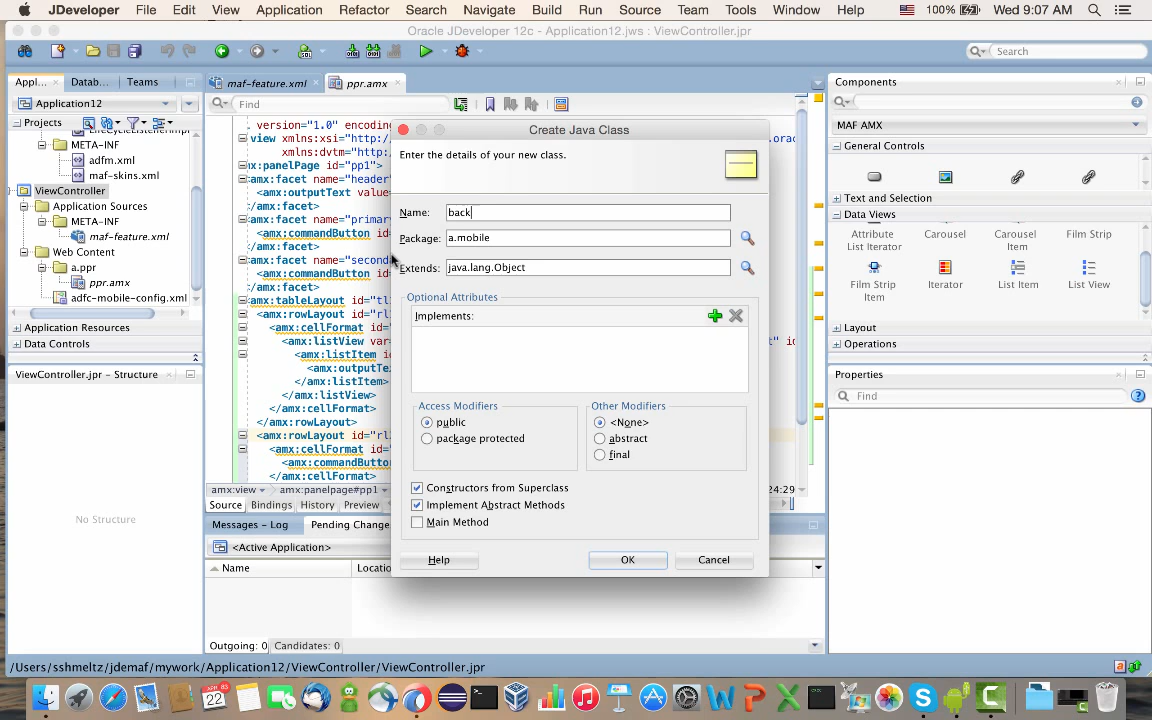 JDeveloper File Edit View Application Refactor Search Navigate Build Run Source Team Tools Window Help 100% Wed 9:07 AM
Oracle JDeveloper 12c - Application12.jws : ViewController.jpr
Search
Appl... Datab... Teams
Application12
Projects
META-INF
adfm.xml
maf-skins.xml
ViewController
Application Sources
META-INF
maf-feature.xml
Web Content
a.ppr
ppr.amx
adfc-mobile-config.xml
Application Resources
Data Controls
ViewController.jpr - Structure
No Structure
maf-feature.xml ppr.amx
Find
version="1.0" encoding
view xmlns:xsi="http:/
xmlns:dvtm="http:/
panelPage id="pp1">
amx:facet name="header"
<amx:outputText value=
/amx:facet>
amx:facet name="primar
<amx:commandButton id=
/amx:facet>
amx:facet name="second
<amx:commandButton id=
/amx:facet>
amx:tableLayout id="tl
<amx:rowLayout id="rl
<amx:cellFormat id=
<amx:listView var=
<amx:listItem i
<amx:outputTe
</amx:listItem>
</amx:listView>
</amx:cellFormat>
</amx:rowLayout>
<amx:rowLayout id="rl
<amx:cellFormat id=
<amx:commandButto
</amx:cellFormat>
amx:view amx:panelpage#pp1
24:29
Source Bindings History Preview
Messages - Log Pending Change
<Active Application>
Name Locatio
Outgoing: 0 Candidates: 0
Create Java Class
Enter the details of your new class.
Name: back
Package: a.mobile
Extends: java.lang.Object
Optional Attributes
Implements:
Access Modifiers
public
package protected
Other Modifiers
<None>
abstract
final
Constructors from Superclass
Implement Abstract Methods
Main Method
Help OK Cancel
Components
MAF AMX
General Controls
Text and Selection
Data Views
Attribute List Iterator
Carousel
Carousel Item
Film Strip
Film Strip Item
Iterator
List Item
List View
Layout
Operations
Properties
Find
/Users/sshmeltz/jdemaf/mywork/Application12/ViewController/ViewController.jpr
22